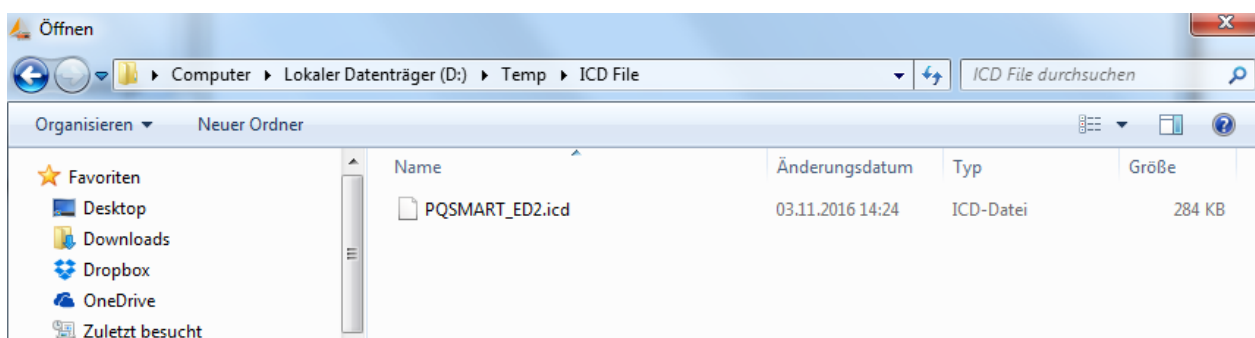 Öffnen
Computer Lokaler Datenträger (D:) Temp ICD File ICD File durchsuchen
Organisieren Neuer Ordner
Name Änderungsdatum Typ Größe
Favoriten
PQSMART_ED2.icd 03.11.2016 14:24 ICD-Datei 284 KB
Desktop
Downloads
Dropbox
OneDrive
Zuletzt besucht